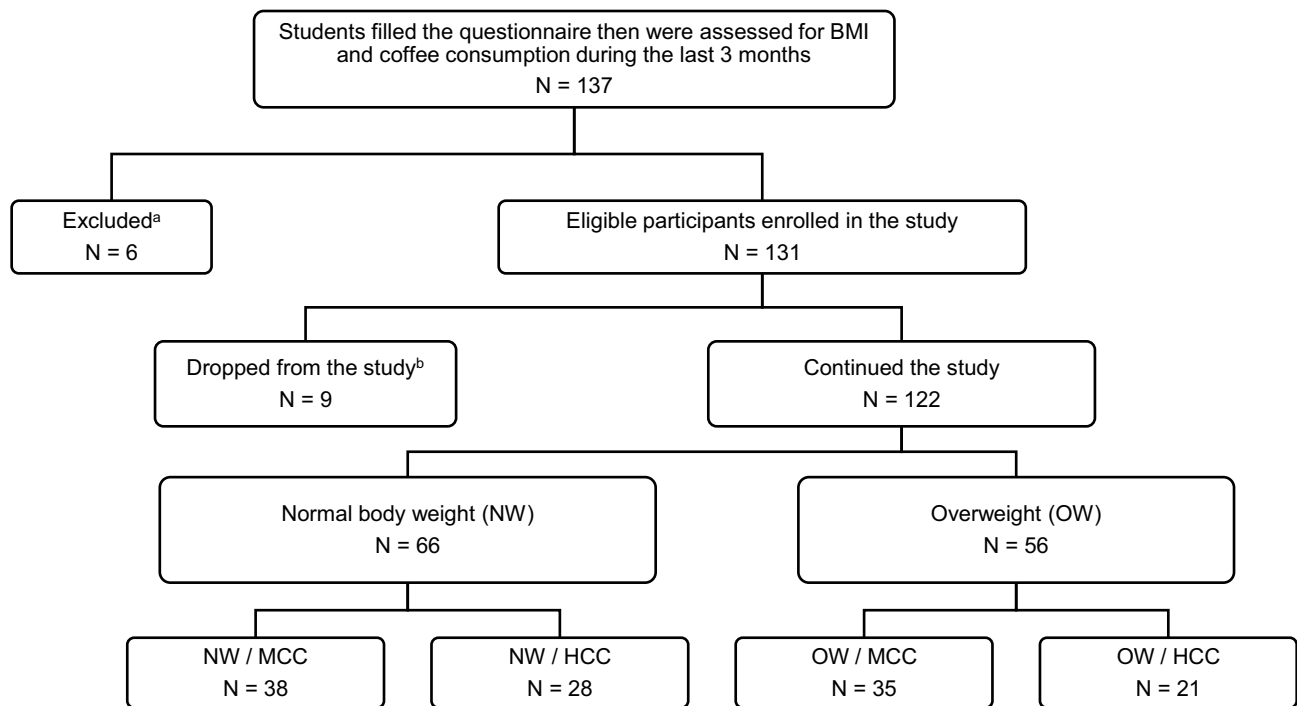 Students filled the questionnaire then were assessed for BMI
and coffee consumption during the last 3 months
N = 137
Excludedᵃ
N = 6
Eligible participants enrolled in the study
N = 131
Dropped from the studyᵇ
N = 9
Continued the study
N = 122
Normal body weight (NW)
N = 66
Overweight (OW)
N = 56
NW / MCC
N = 38
NW / HCC
N = 28
OW / MCC
N = 35
OW / HCC
N = 21